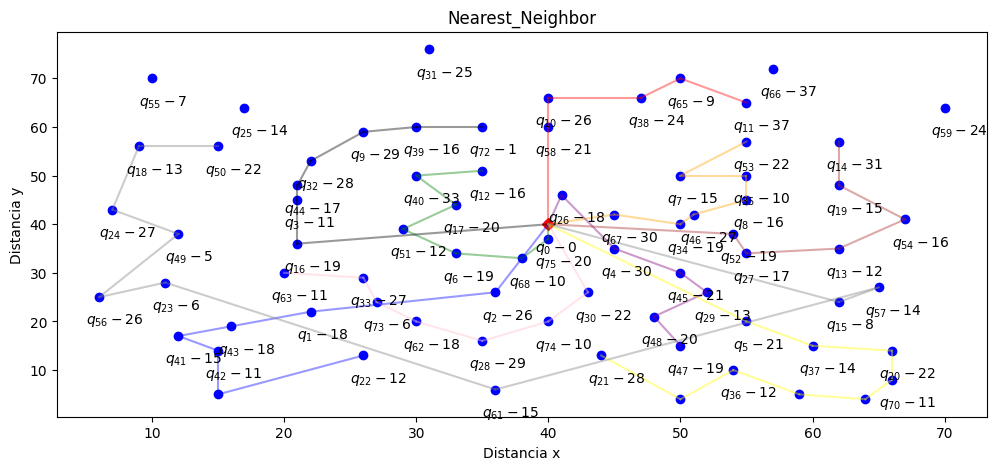 Nearest_Neighbor
Distancia y
70
60
50
40
30
20
10
q31 − 25
q66 − 37
q55 − 7
q65 − 9
q25 − 14
q10 − 26
q38 − 24
q11 − 37
q59 − 24
q9 − 29
q39 − 16
q72 − 1
q58 − 21
q18 − 13
q50 − 22
q53 − 22
q14 − 31
q32 − 28
q40 − 33
q12 − 16
q7 − 15
q35 − 10
q44 − 17
q19 − 15
q3 − 11
q17 − 20
q26 − 18
q8 − 16
q24 − 27
q67 − 30
q46 − 27
q54 − 16
q49 − 5
q51 − 12
q0 − 0
q34 − 19
q52 − 19
q16 − 19
q6 − 19
q75 − 20
q4 − 30
q27 − 17
q13 − 12
q63 − 11
q33 − 27
q68 − 10
q45 − 21
q56 − 26
q23 − 6
q73 − 6
q2 − 26
q30 − 22
q29 − 13
q15 − 8
q57 − 14
q41 − 15
q43 − 18
q1 − 18
q62 − 18
q74 − 10
q48 − 20
q5 − 21
q42 − 11
q28 − 29
q47 − 19
q37 − 14
q20 − 22
q22 − 12
q21 − 28
q36 − 12
q70 − 11
q61 − 15
10
20
30
40
50
60
70
Distancia x